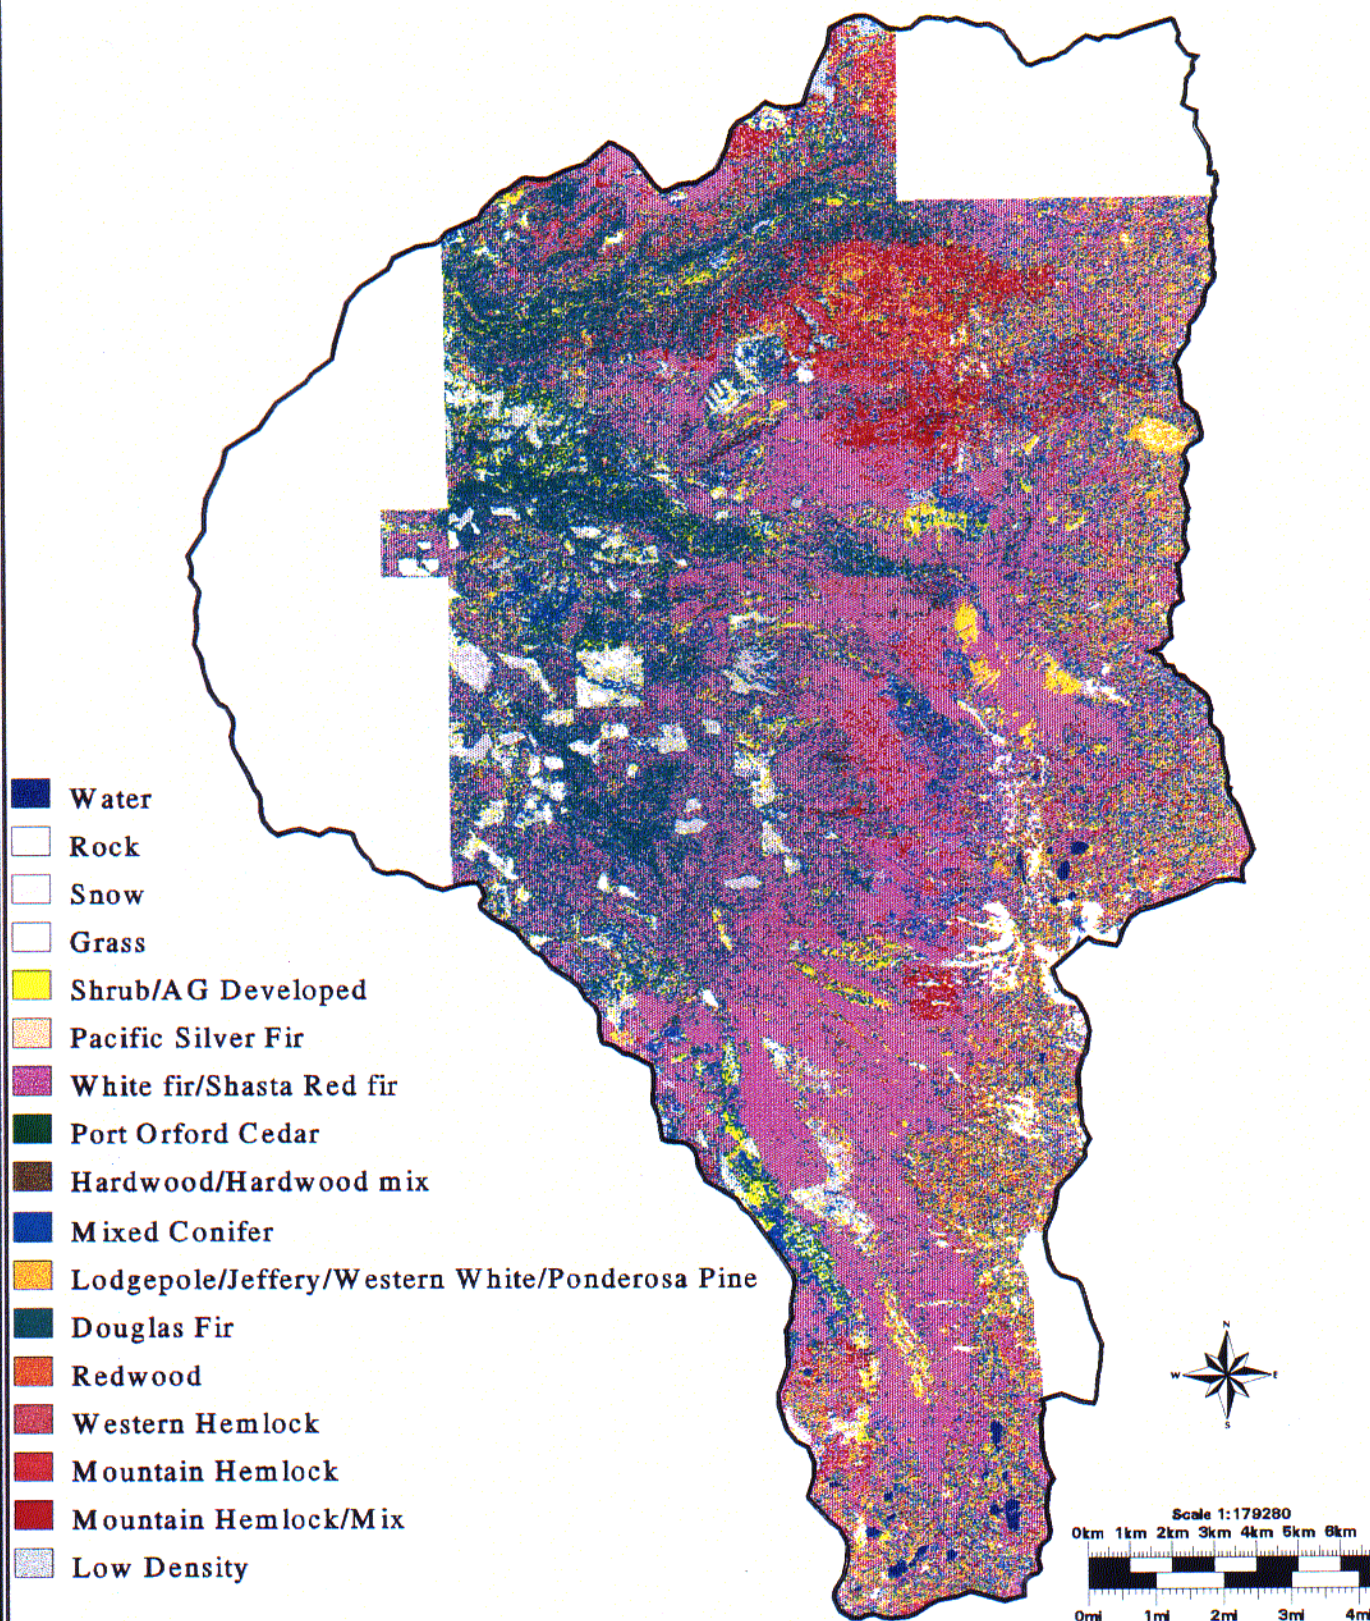 Water
Rock
Snow
Grass
Shrub/AG Developed
Pacific Silver Fir
White fir/Shasta Red fir
Port Orford Cedar
Hardwood/Hardwood mix
Mixed Conifer
Lodgepole/Jeffery/Western White/Ponderosa Pine
Douglas Fir
Redwood
Western Hemlock
Mountain Hemlock
Mountain Hemlock/Mix
Low Density
N
W E
S
Scale 1:179280
0km 1km 2km 3km 4km 5km 6km
0mi 1mi 2mi 3mi 4mi